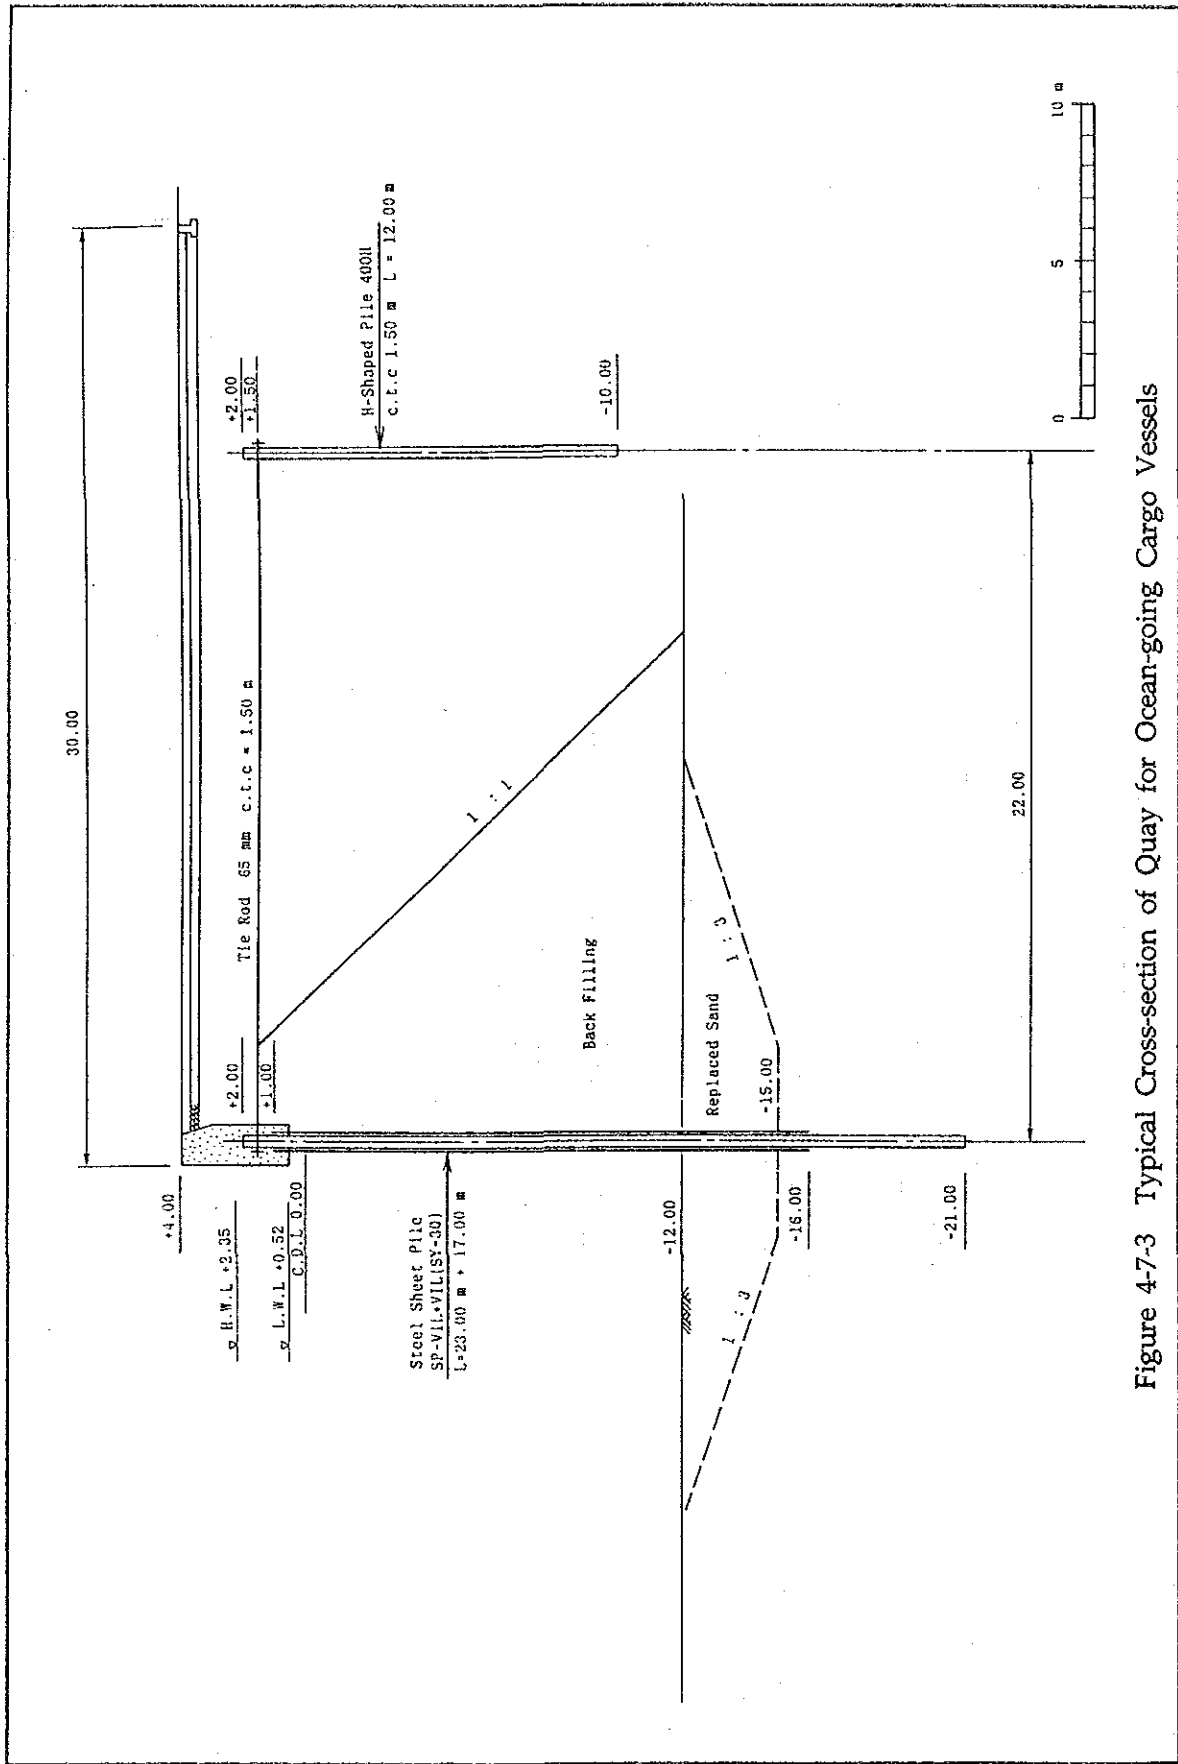 30.00
+4.00
H.W.L +2.35
L.W.L +0.52
C.D.L 0.00
+2.00
+1.00
Tie Rod 65 mm c.t.c = 1.50 m
+2.00
+1.50
H-Shaped Pile 400H
c.t.c 1.50 m L = 12.00 m
-10.00
1 : 1
Steel Sheet Pile
SP-VIL+VIL(SY-30)
L=23.00 m + 17.00 m
Back Filling
-12.00
Replaced Sand
1 : 3
1 : 3
-15.00
-16.00
-21.00
22.00
0 5 10 m
Figure 4-7-3 Typical Cross-section of Quay for Ocean-going Cargo Vessels